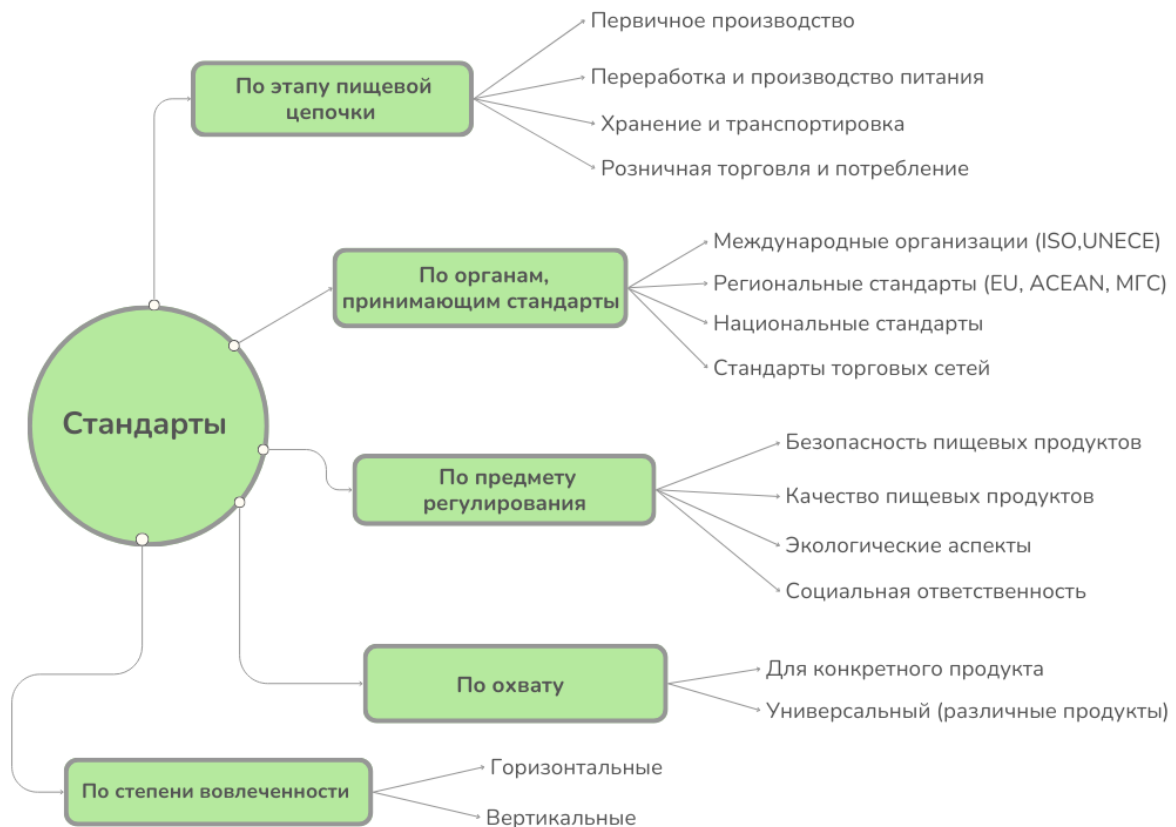 Первичное производство
По этапу пищевой
цепочки
Переработка и производство питания
Хранение и транспортировка
Розничная торговля и потребление
По органам,
принимающим стандарты
Международные организации (ISO,UNECE)
Региональные стандарты (EU, ACEAN, МГС)
Национальные стандарты
Стандарты торговых сетей
Стандарты
По предмету
регулирования
Безопасность пищевых продуктов
Качество пищевых продуктов
Экологические аспекты
Социальная ответственность
По охвату
Для конкретного продукта
Универсальный (различные продукты)
По степени вовлеченности
Горизонтальные
Вертикальные